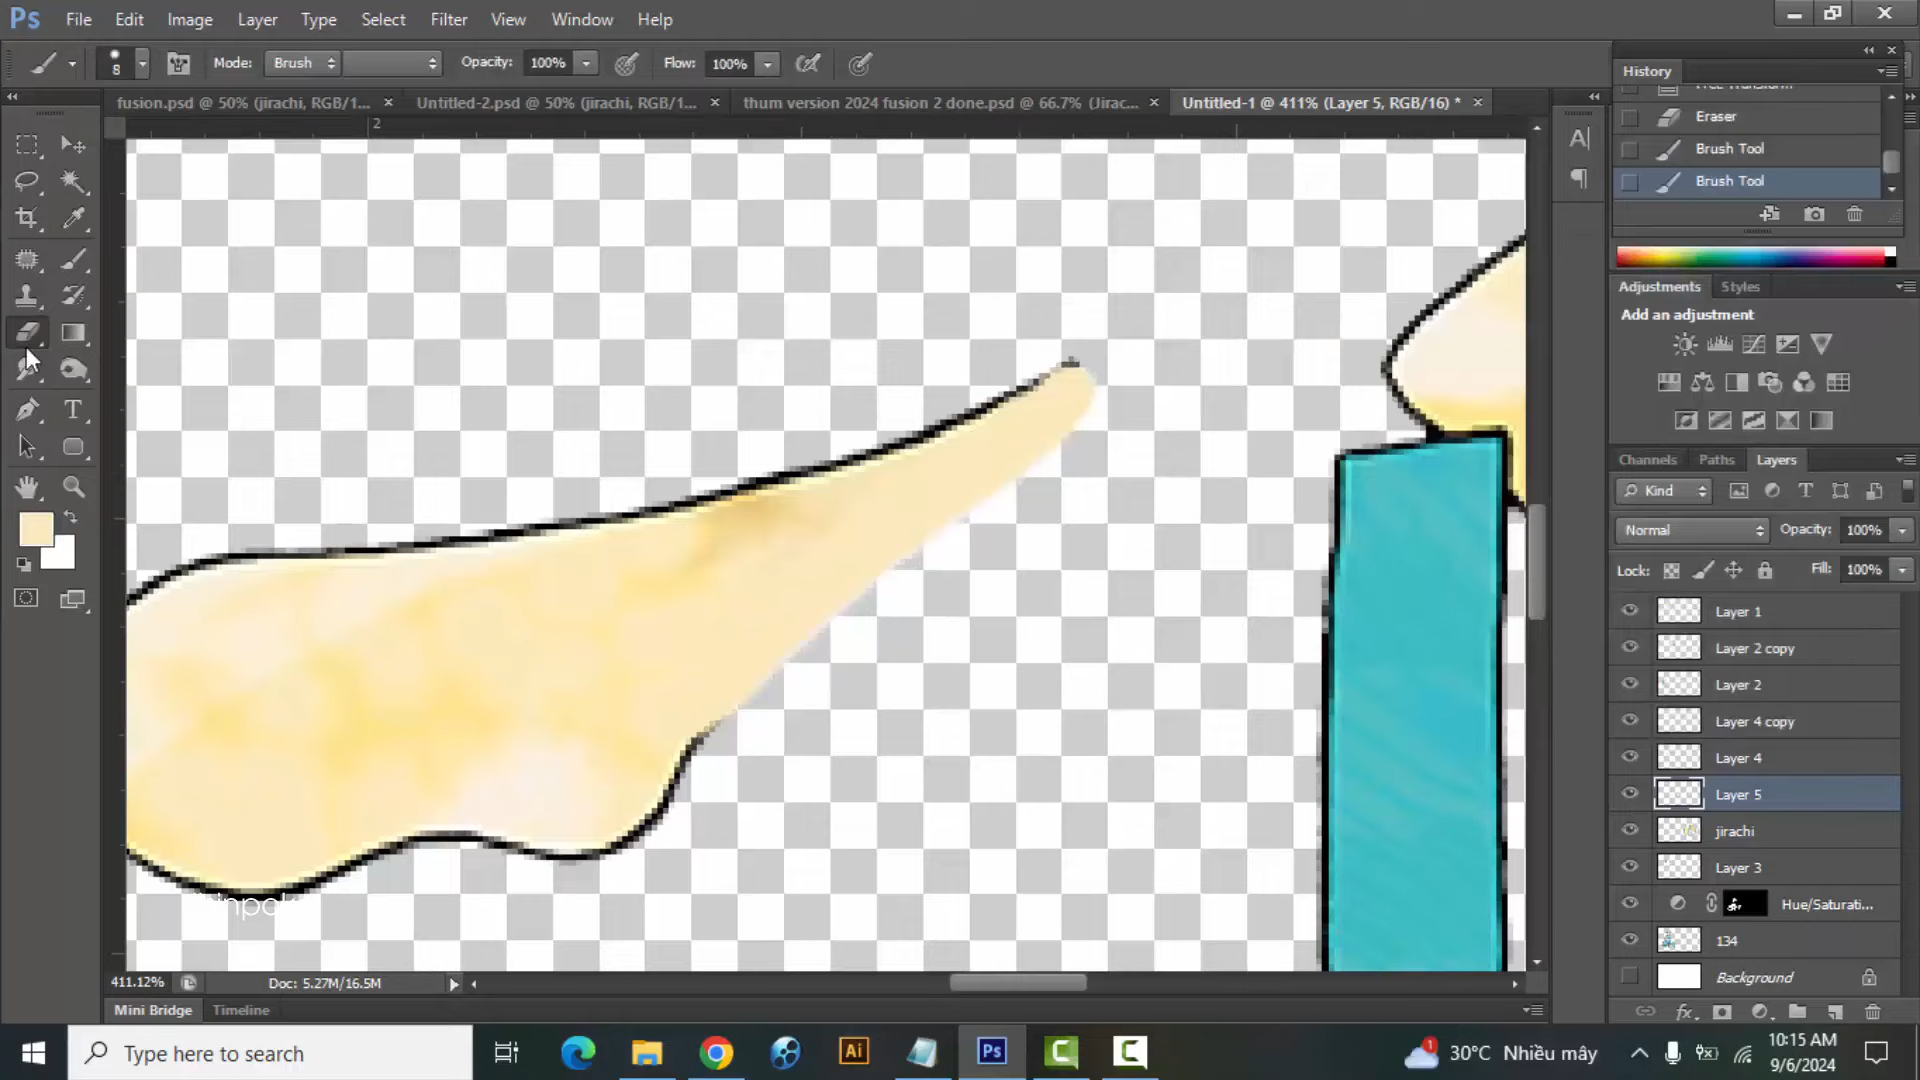 Ps File Edit Image Layer Type Select Filter View Window Help
8 Mode: Brush Opacity: 100% Flow: 100%
fusion.psd @ 50% (jirachi, RGB/1... × Untitled-2.psd @ 50% (jirachi, RGB/1... × thum version 2024 fusion 2 done.psd @ 66.7% (Jirac... × Untitled-1 @ 411% (Layer 5, RGB/16) * ×
2
History
Eraser
Brush Tool
Brush Tool
Adjustments Styles
Add an adjustment
Channels Paths Layers
Kind
Normal Opacity: 100%
Lock: Fill: 100%
Layer 1
Layer 2 copy
Layer 2
Layer 4 copy
Layer 4
Layer 5
jirachi
Layer 3
Hue/Saturati...
134
Background
411.12% Doc: 5.27M/16.5M
Mini Bridge Timeline
Type here to search
Ai Ps
1 30°C Nhiều mây
10:15 AM
9/6/2024